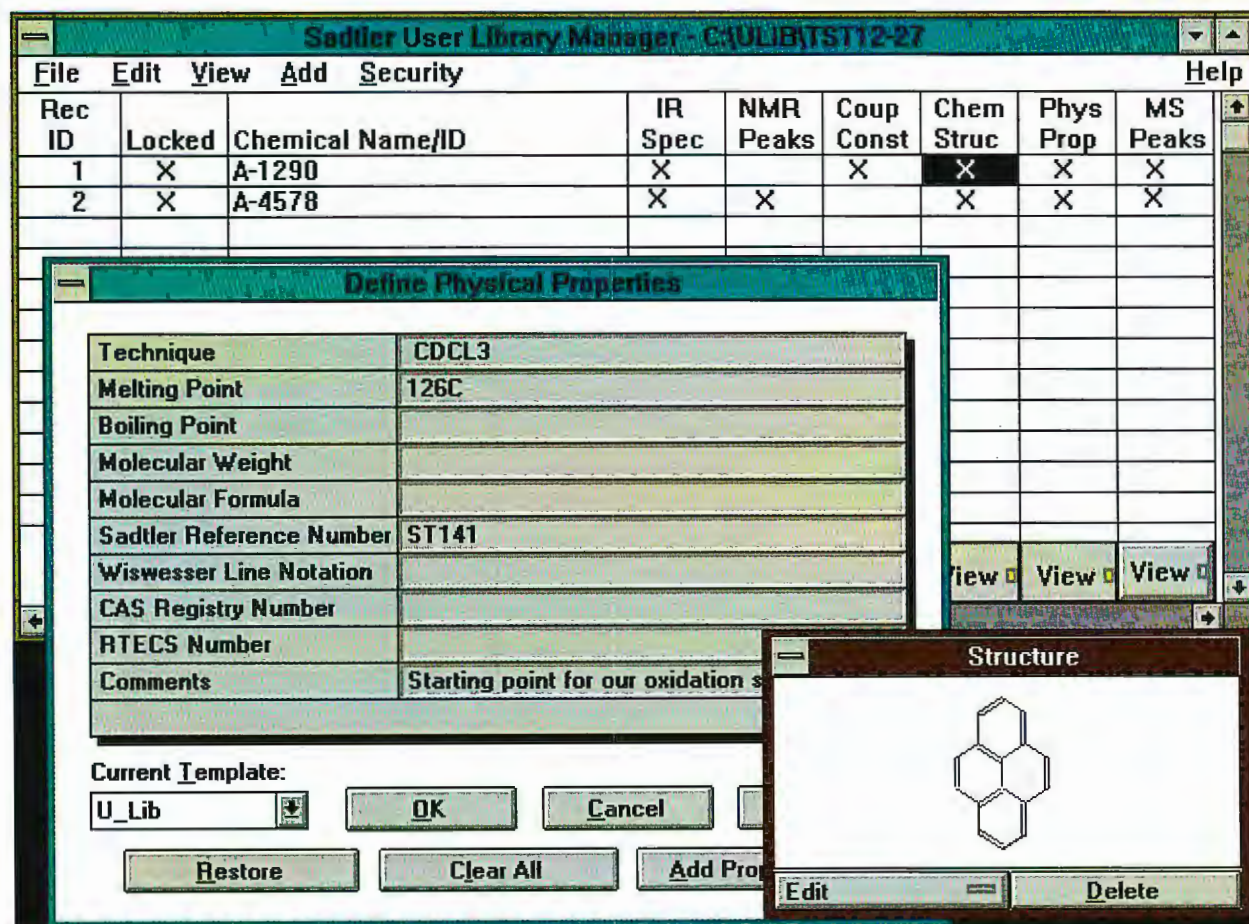 Sadtler User Library Manager - C:\ULIB\TST12-27
File Edit View Add Security Help
Rec ID Locked Chemical Name/ID IR Spec NMR Peaks Coup Const Chem Struc Phys Prop MS Peaks
1 X A-1290 X X X X X
2 X A-4578 X X X X X
Define Physical Properties
Technique CDCL3
Melting Point 126C
Boiling Point
Molecular Weight
Molecular Formula
Sadtler Reference Number ST141
Wiswesser Line Notation
CAS Registry Number
RTECS Number
Comments Starting point for our oxidation s
View View View
Current Template:
U_Lib OK Cancel
Restore Clear All Add Prop
Structure
Edit Delete